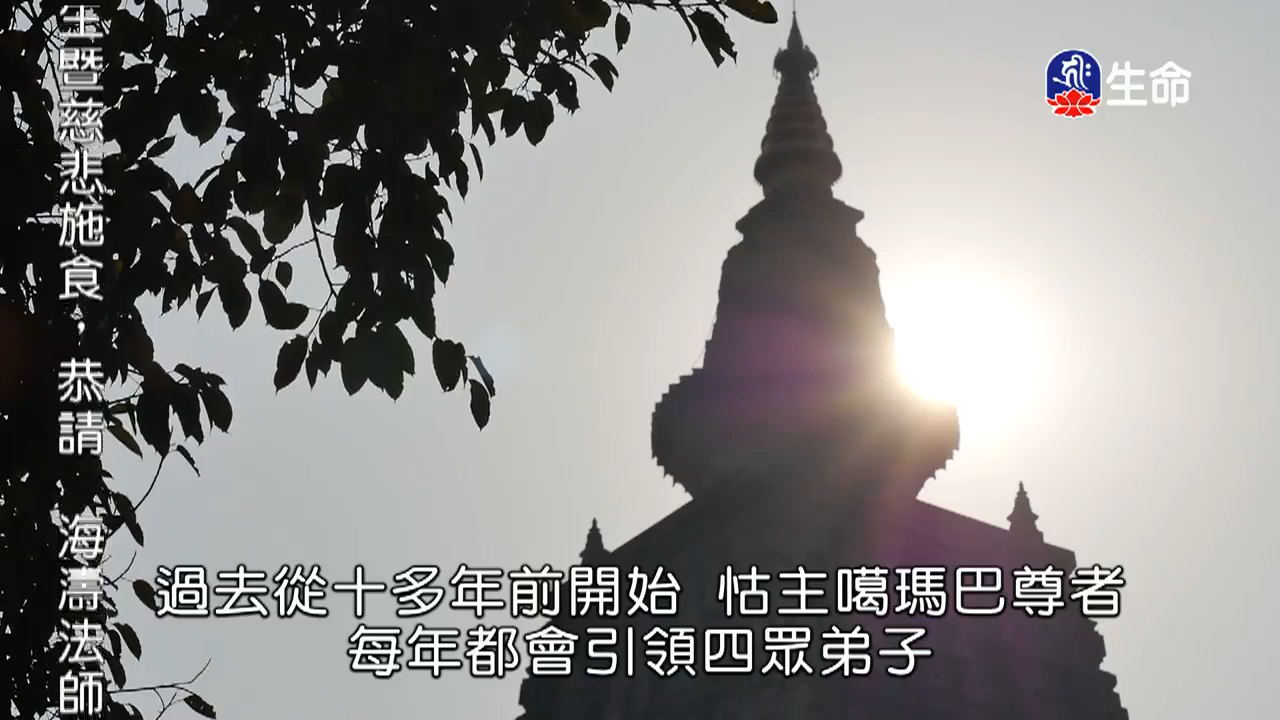 生命
生暨慈悲施食，恭請　海濤法師
過去從十多年前開始 怙主噶瑪巴尊者
每年都會引領四眾弟子